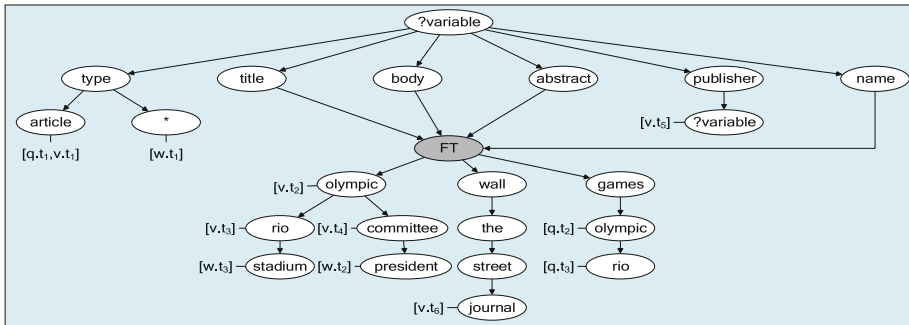 ?variable
type title body abstract publisher name
article * [v.t₅] ?variable
[q.t₁,v.t₁] [w.t₁] FT
[v.t₂] olympic wall games
[v.t₃] rio [v.t₄] committee the [q.t₂] olympic
[w.t₃] stadium [w.t₂] president street [q.t₃] rio
[v.t₆] journal